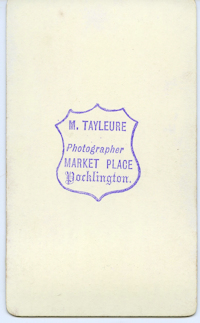 M. TAYLEURE
Photographer
MARKET PLACE
Pocklington.